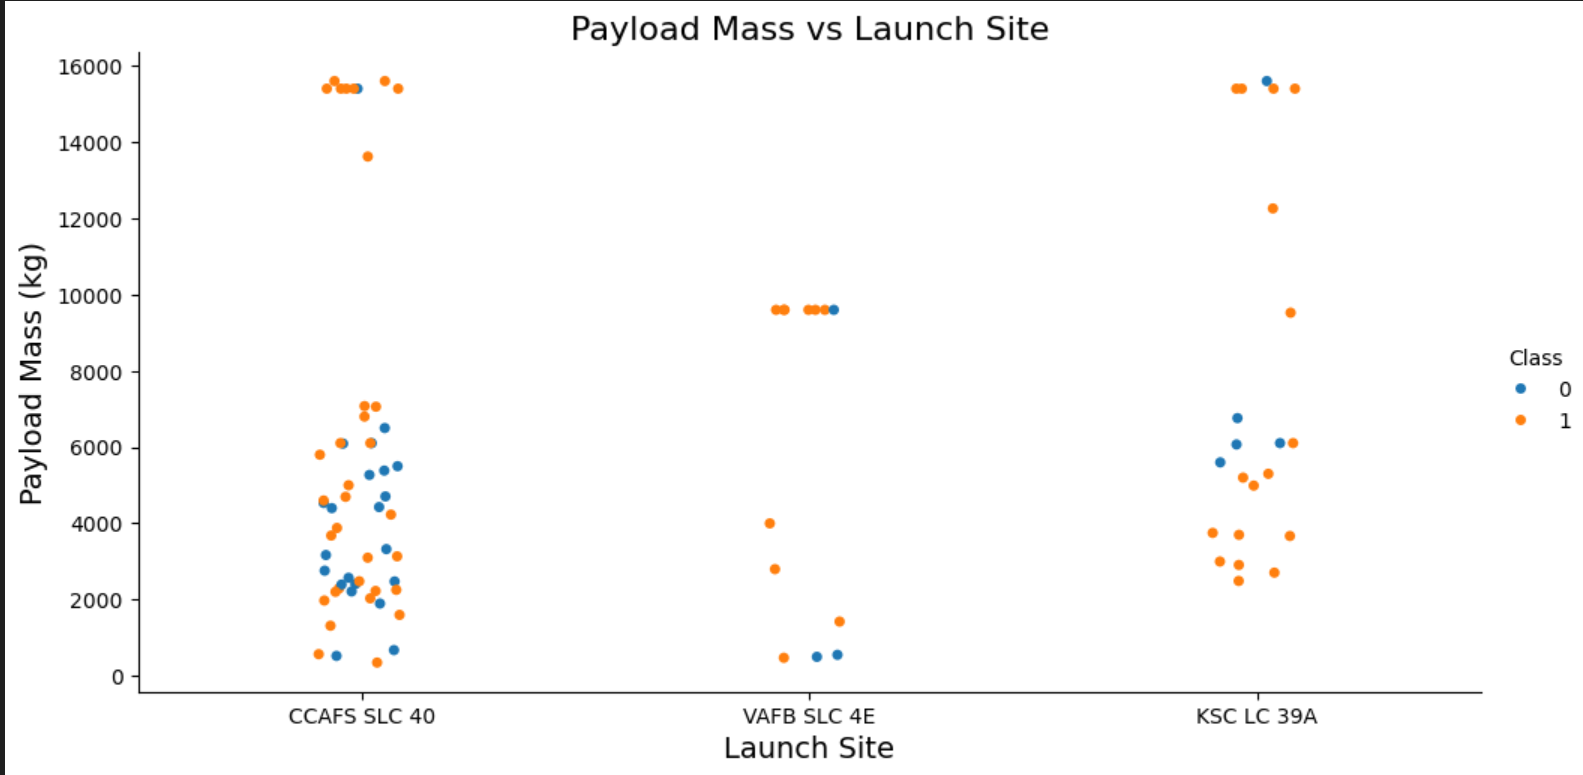 Payload Mass vs Launch Site
Payload Mass (kg)
16000
14000
12000
10000
8000
6000
4000
2000
0
CCAFS SLC 40
VAFB SLC 4E
KSC LC 39A
Launch Site
Class
0
1